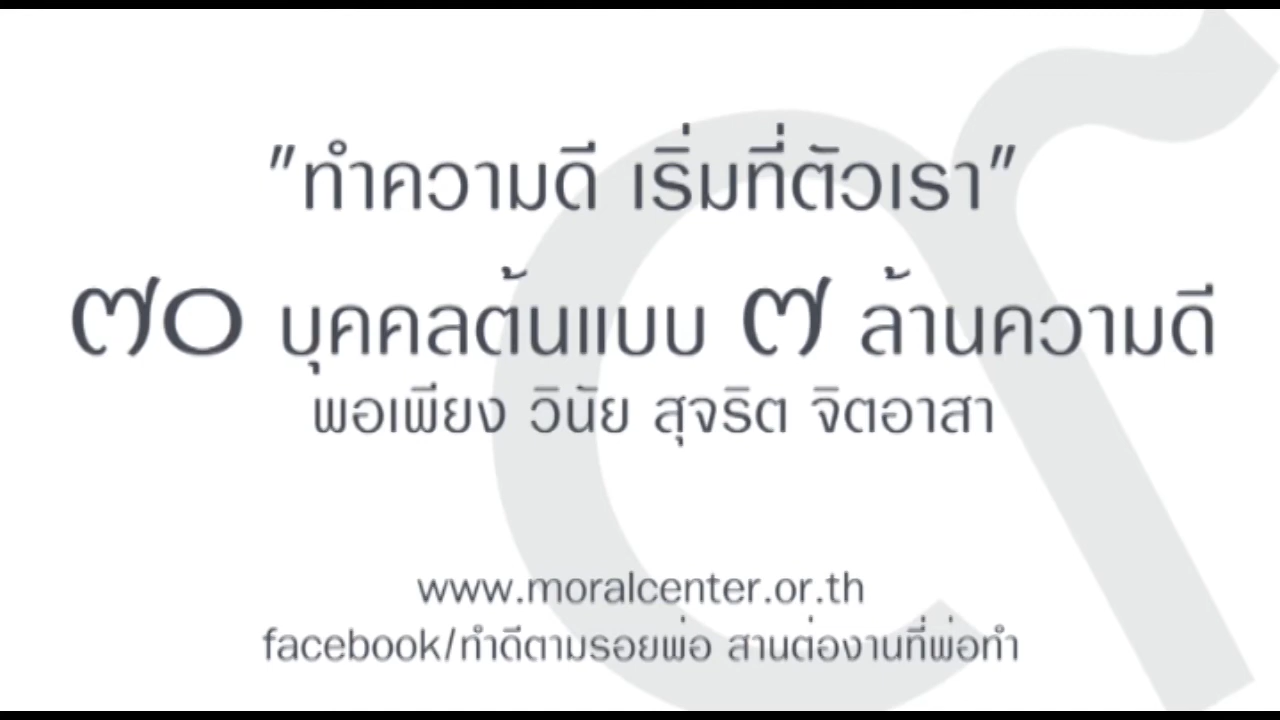 "ทำความดี เริ่มที่ตัวเรา"
๗๐ บุคคลต้นแบบ ๗ ล้านความดี
พอเพียง วินัย สุจริต จิตอาสา
www.moralcenter.or.th
facebook/ทำดีตามรอยพ่อ สานต่องานที่พ่อทำ